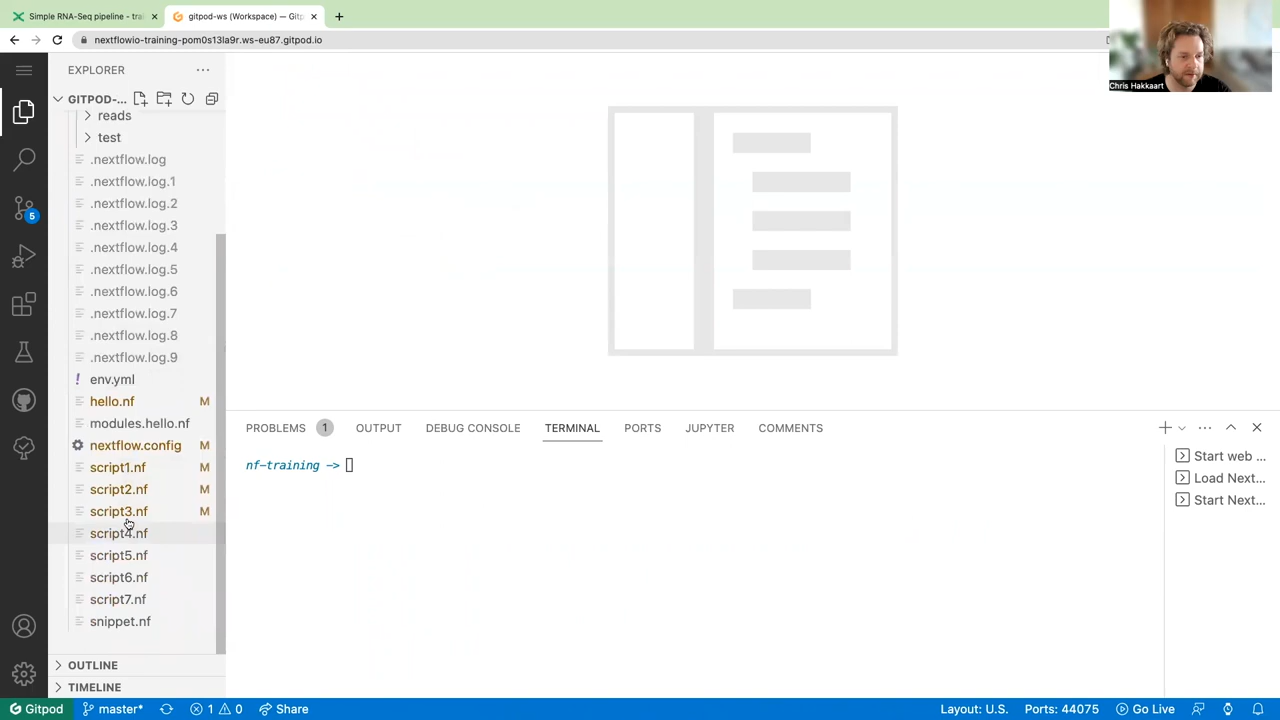 Simple RNA-Seq pipeline - trai
gitpod-ws (Workspace) — Gitp
nextflowio-training-pom0s13la9r.ws-eu87.gitpod.io
Chris Hakkaart
EXPLORER
GITPOD-...
reads
test
.nextflow.log
.nextflow.log.1
.nextflow.log.2
.nextflow.log.3
.nextflow.log.4
.nextflow.log.5
.nextflow.log.6
.nextflow.log.7
.nextflow.log.8
.nextflow.log.9
env.yml
hello.nf M
modules.hello.nf
nextflow.config M
script1.nf M
script2.nf M
script3.nf M
script4.nf
script5.nf
script6.nf
script7.nf
snippet.nf
OUTLINE
TIMELINE
5
PROBLEMS 1 OUTPUT DEBUG CONSOLE TERMINAL PORTS JUPYTER COMMENTS
nf-training ->
Start web ...
Load Next...
Start Next...
Gitpod master* 1 0 Share Layout: U.S. Ports: 44075 Go Live